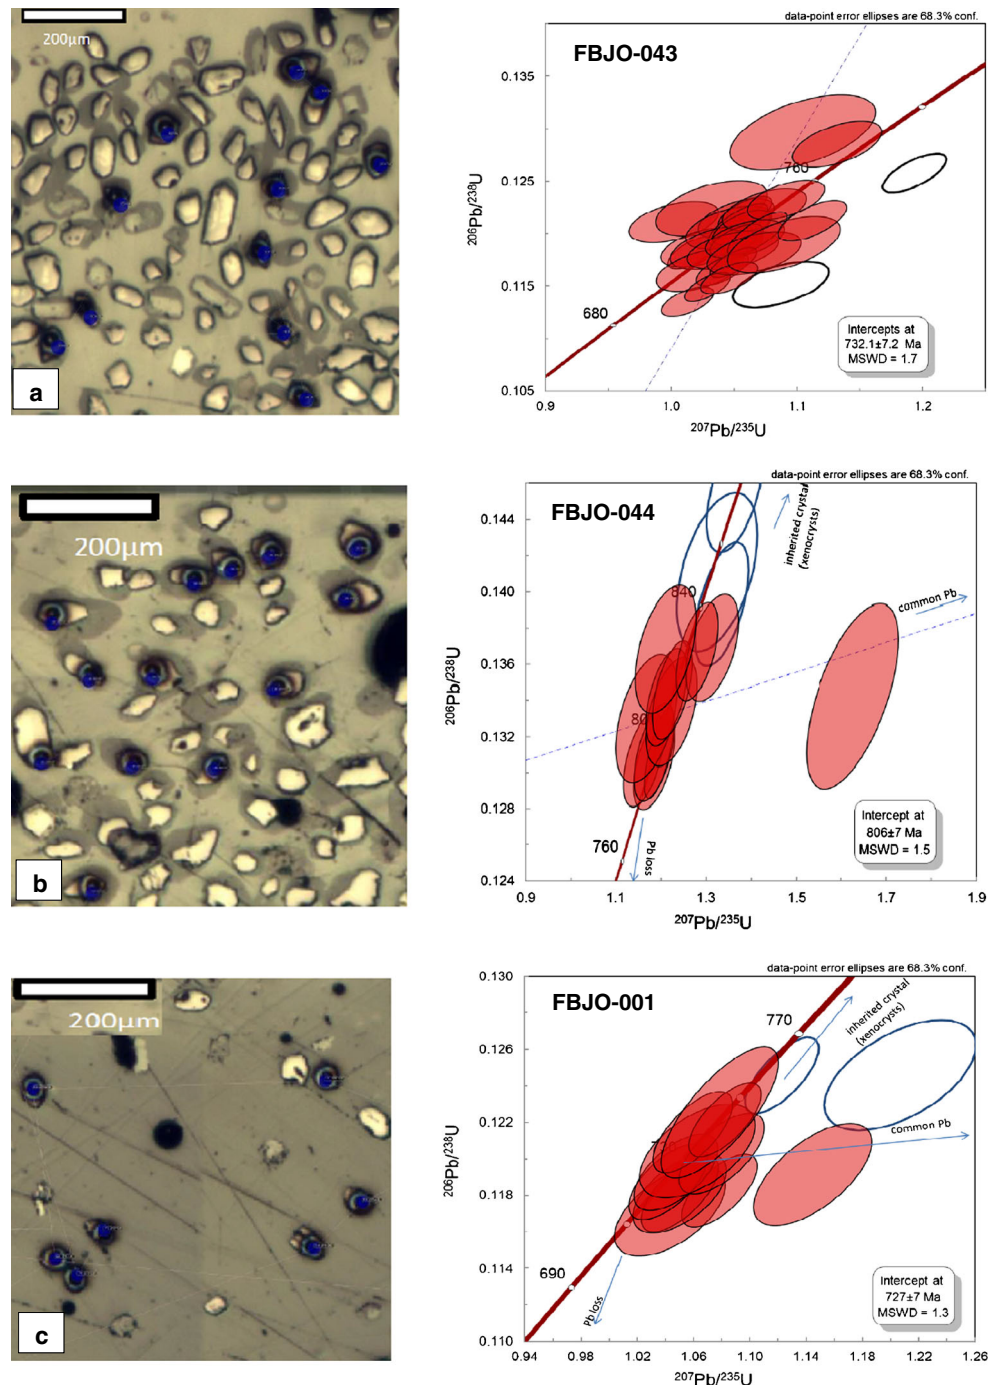 200µm
a
data-point error ellipses are 68.3% conf.
FBJO-043
0.135
0.125
0.115
0.105
206Pb/238U
760
680
Intercepts at
732.1±7.2 Ma
MSWD = 1.7
0.9
1.0
1.1
1.2
207Pb/235U
200µm
b
data-point error ellipses are 68.3% conf.
FBJO-044
0.144
0.140
0.136
0.132
0.128
0.124
206Pb/238U
inherited crystal
(xenocrysts)
840
common Pb
760
Pb loss
Intercept at
806±7 Ma
MSWD = 1.5
0.9
1.1
1.3
1.5
1.7
1.9
207Pb/235U
200µm
c
data-point error ellipses are 68.3% conf.
FBJO-001
0.130
0.126
0.122
0.118
0.114
0.110
206Pb/238U
770
inherited crystal
(xenocrysts)
common Pb
690
Pb loss
Intercept at
727±7 Ma
MSWD = 1.3
0.94
0.98
1.02
1.06
1.10
1.14
1.18
1.22
1.26
207Pb/235U